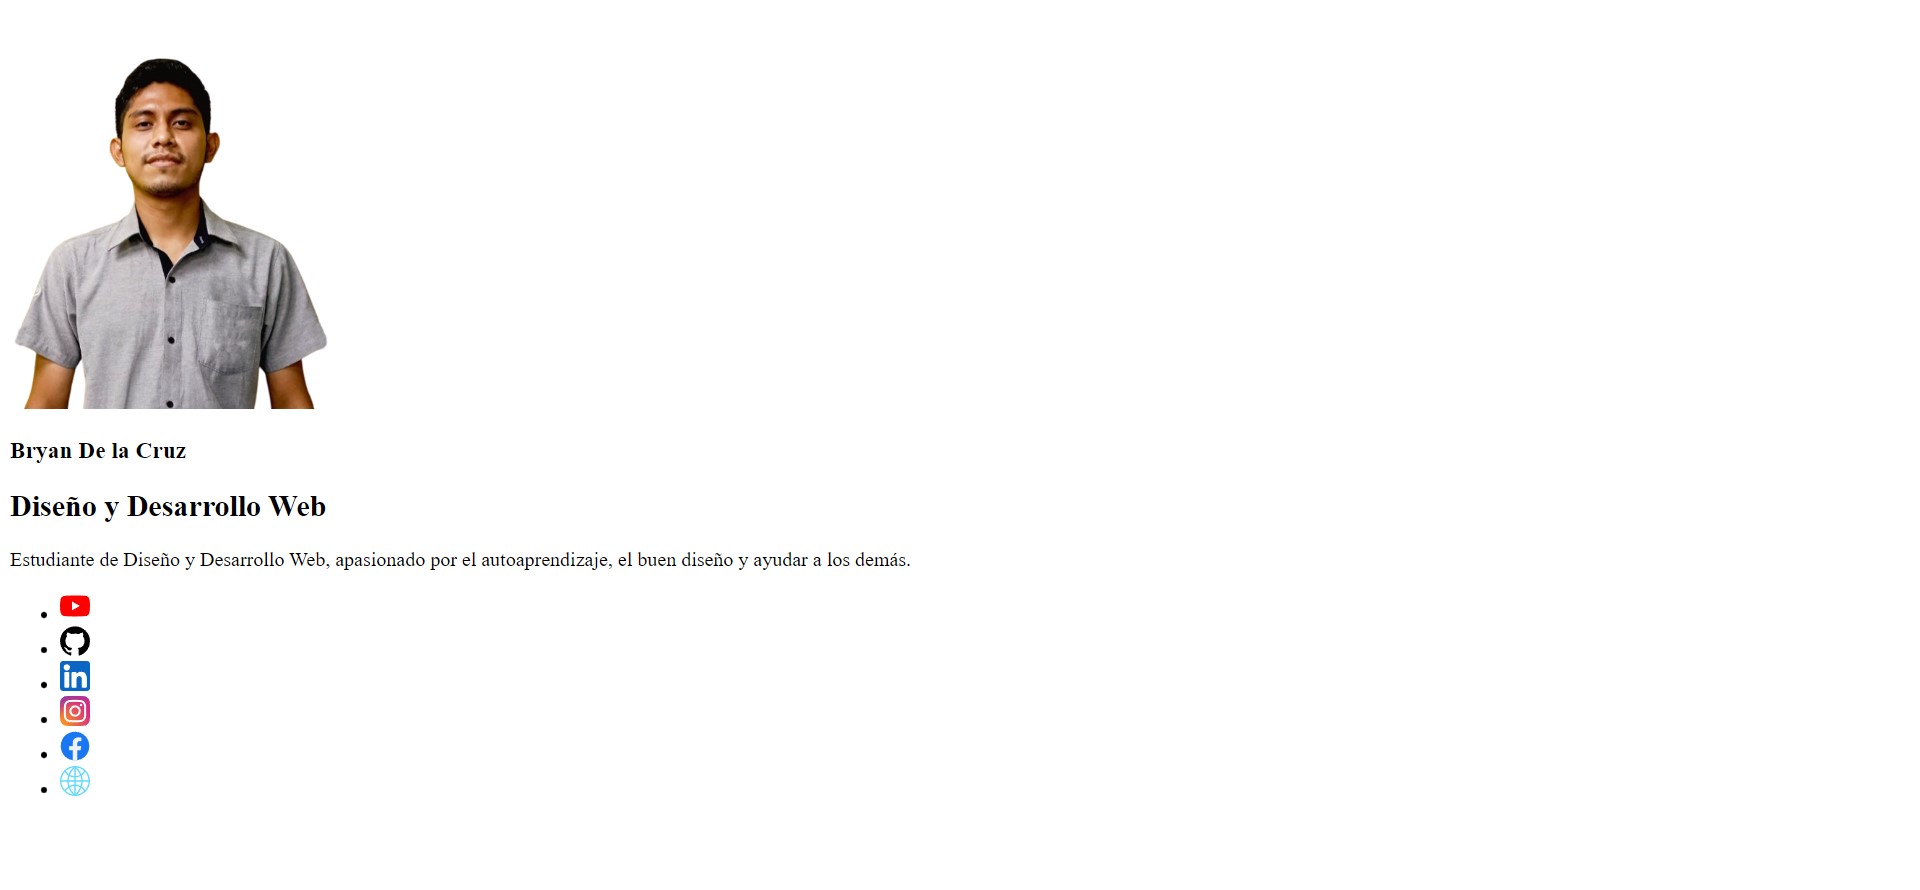 Bryan De la Cruz
Diseño y Desarrollo Web
Estudiante de Diseño y Desarrollo Web, apasionado por el autoaprendizaje, el buen diseño y ayudar a los demás.
in